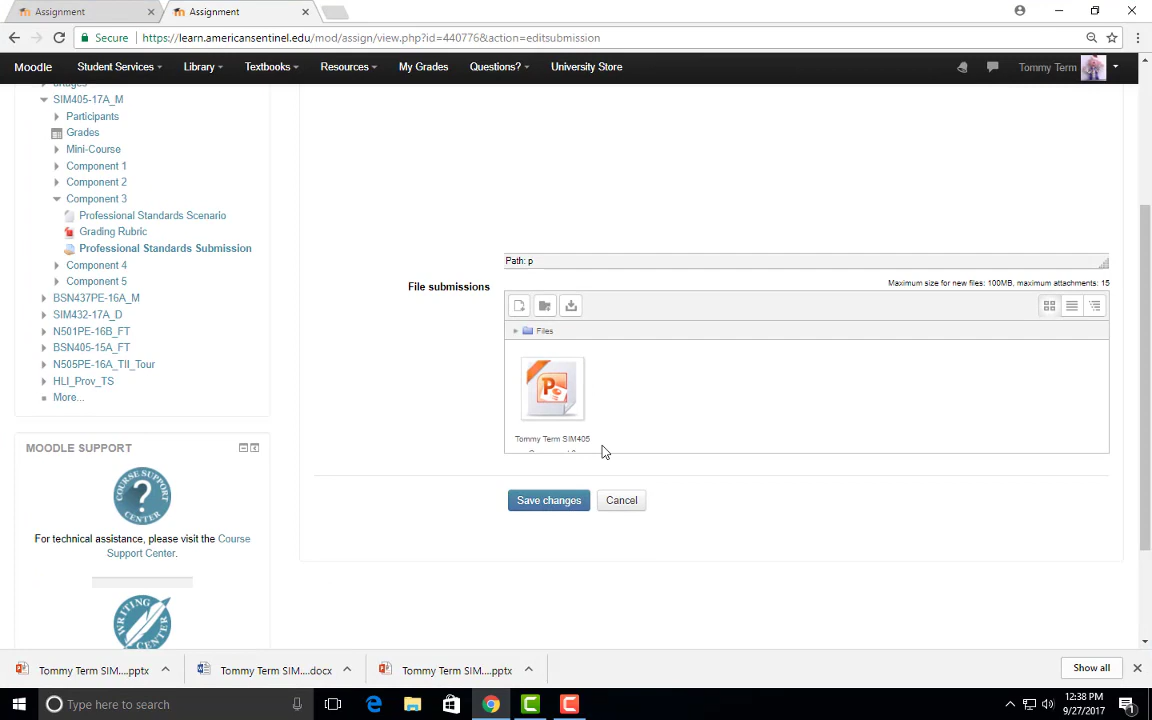 Assignment
Assignment
Secure
https://learn.americansentinel.edu/mod/assign/view.php?id=440776&action=editsubmission
Moodle
Student Services
Library
Textbooks
Resources
My Grades
Questions?
University Store
Tommy Term
SIM405-17A_M
Participants
Grades
Mini-Course
Component 1
Component 2
Component 3
Professional Standards Scenario
Grading Rubric
Professional Standards Submission
Component 4
Component 5
BSN437PE-16A_M
SIM432-17A_D
N501PE-16B_FT
BSN405-15A_FT
N505PE-16A_TII_Tour
HLI_Prov_TS
More...
MOODLE SUPPORT
COURSE SUPPORT
CENTER
For technical assistance, please visit the Course
Support Center.
WRITING CENTER
Path: p
File submissions
Maximum size for new files: 100MB, maximum attachments: 15
Files
Tommy Term SIM405
Save changes
Cancel
Tommy Term SIM....pptx
Tommy Term SIM....docx
Tommy Term SIM....pptx
Show all
Type here to search
12:38 PM
9/27/2017
1